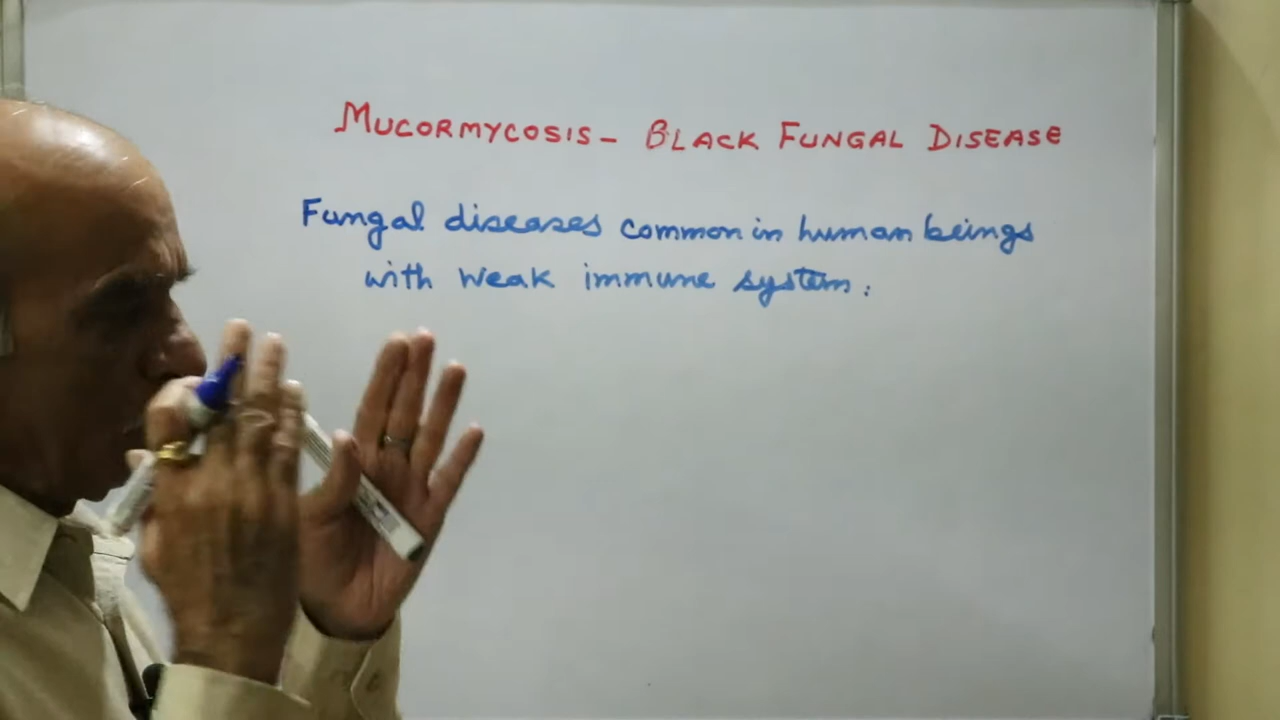 MUCORMYCOSIS - BLACK FUNGAL DISEASE
Fungal diseases common in human beings
with weak immune system: